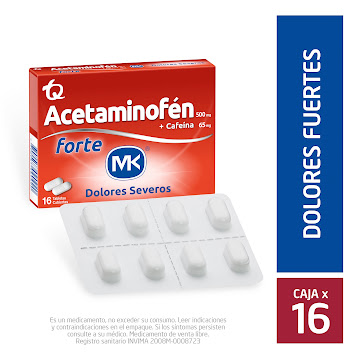 TQ
Acetaminofén
500 mg
+ Cafeína 65 mg
forte
MK
Dolores Severos
16 Tabletas
Cubiertas
DOLORES FUERTES
CAJA x
16
Es un medicamento, no exceder su consumo. Leer indicaciones
y contraindicaciones en el empaque. Si los síntomas persisten
consulte a su médico. Medicamento de venta libre.
Registro sanitario INVIMA 2008M-0008723